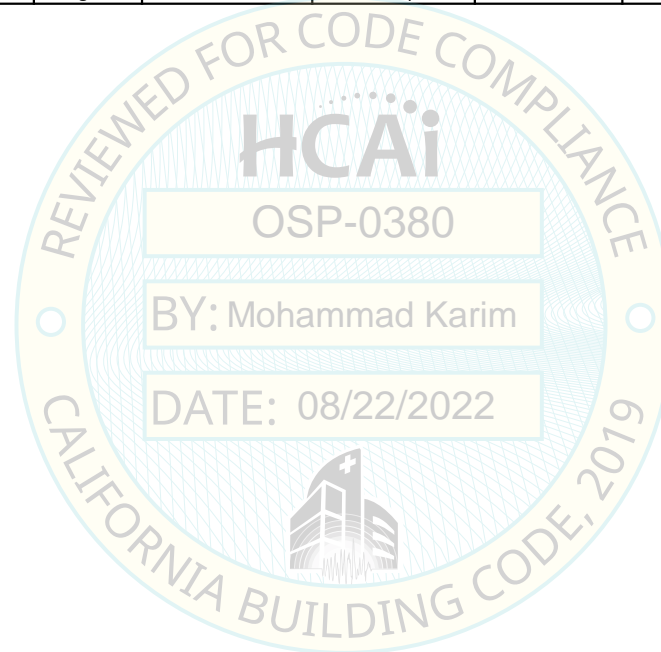 REVIEWED FOR CODE COMPLIANCE
HCAi
OSP-0380
BY: Mohammad Karim
DATE: 08/22/2022
CALIFORNIA BUILDING CODE, 2019